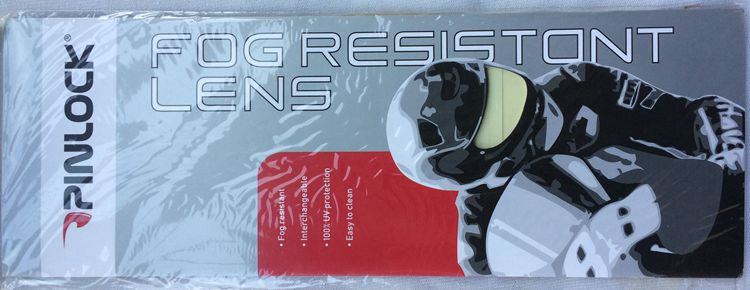 PINLOCK®
FOG RESISTANT
LENS
• Fog resistant
• Interchangeable
• 100% UV protection
• Easy to clean